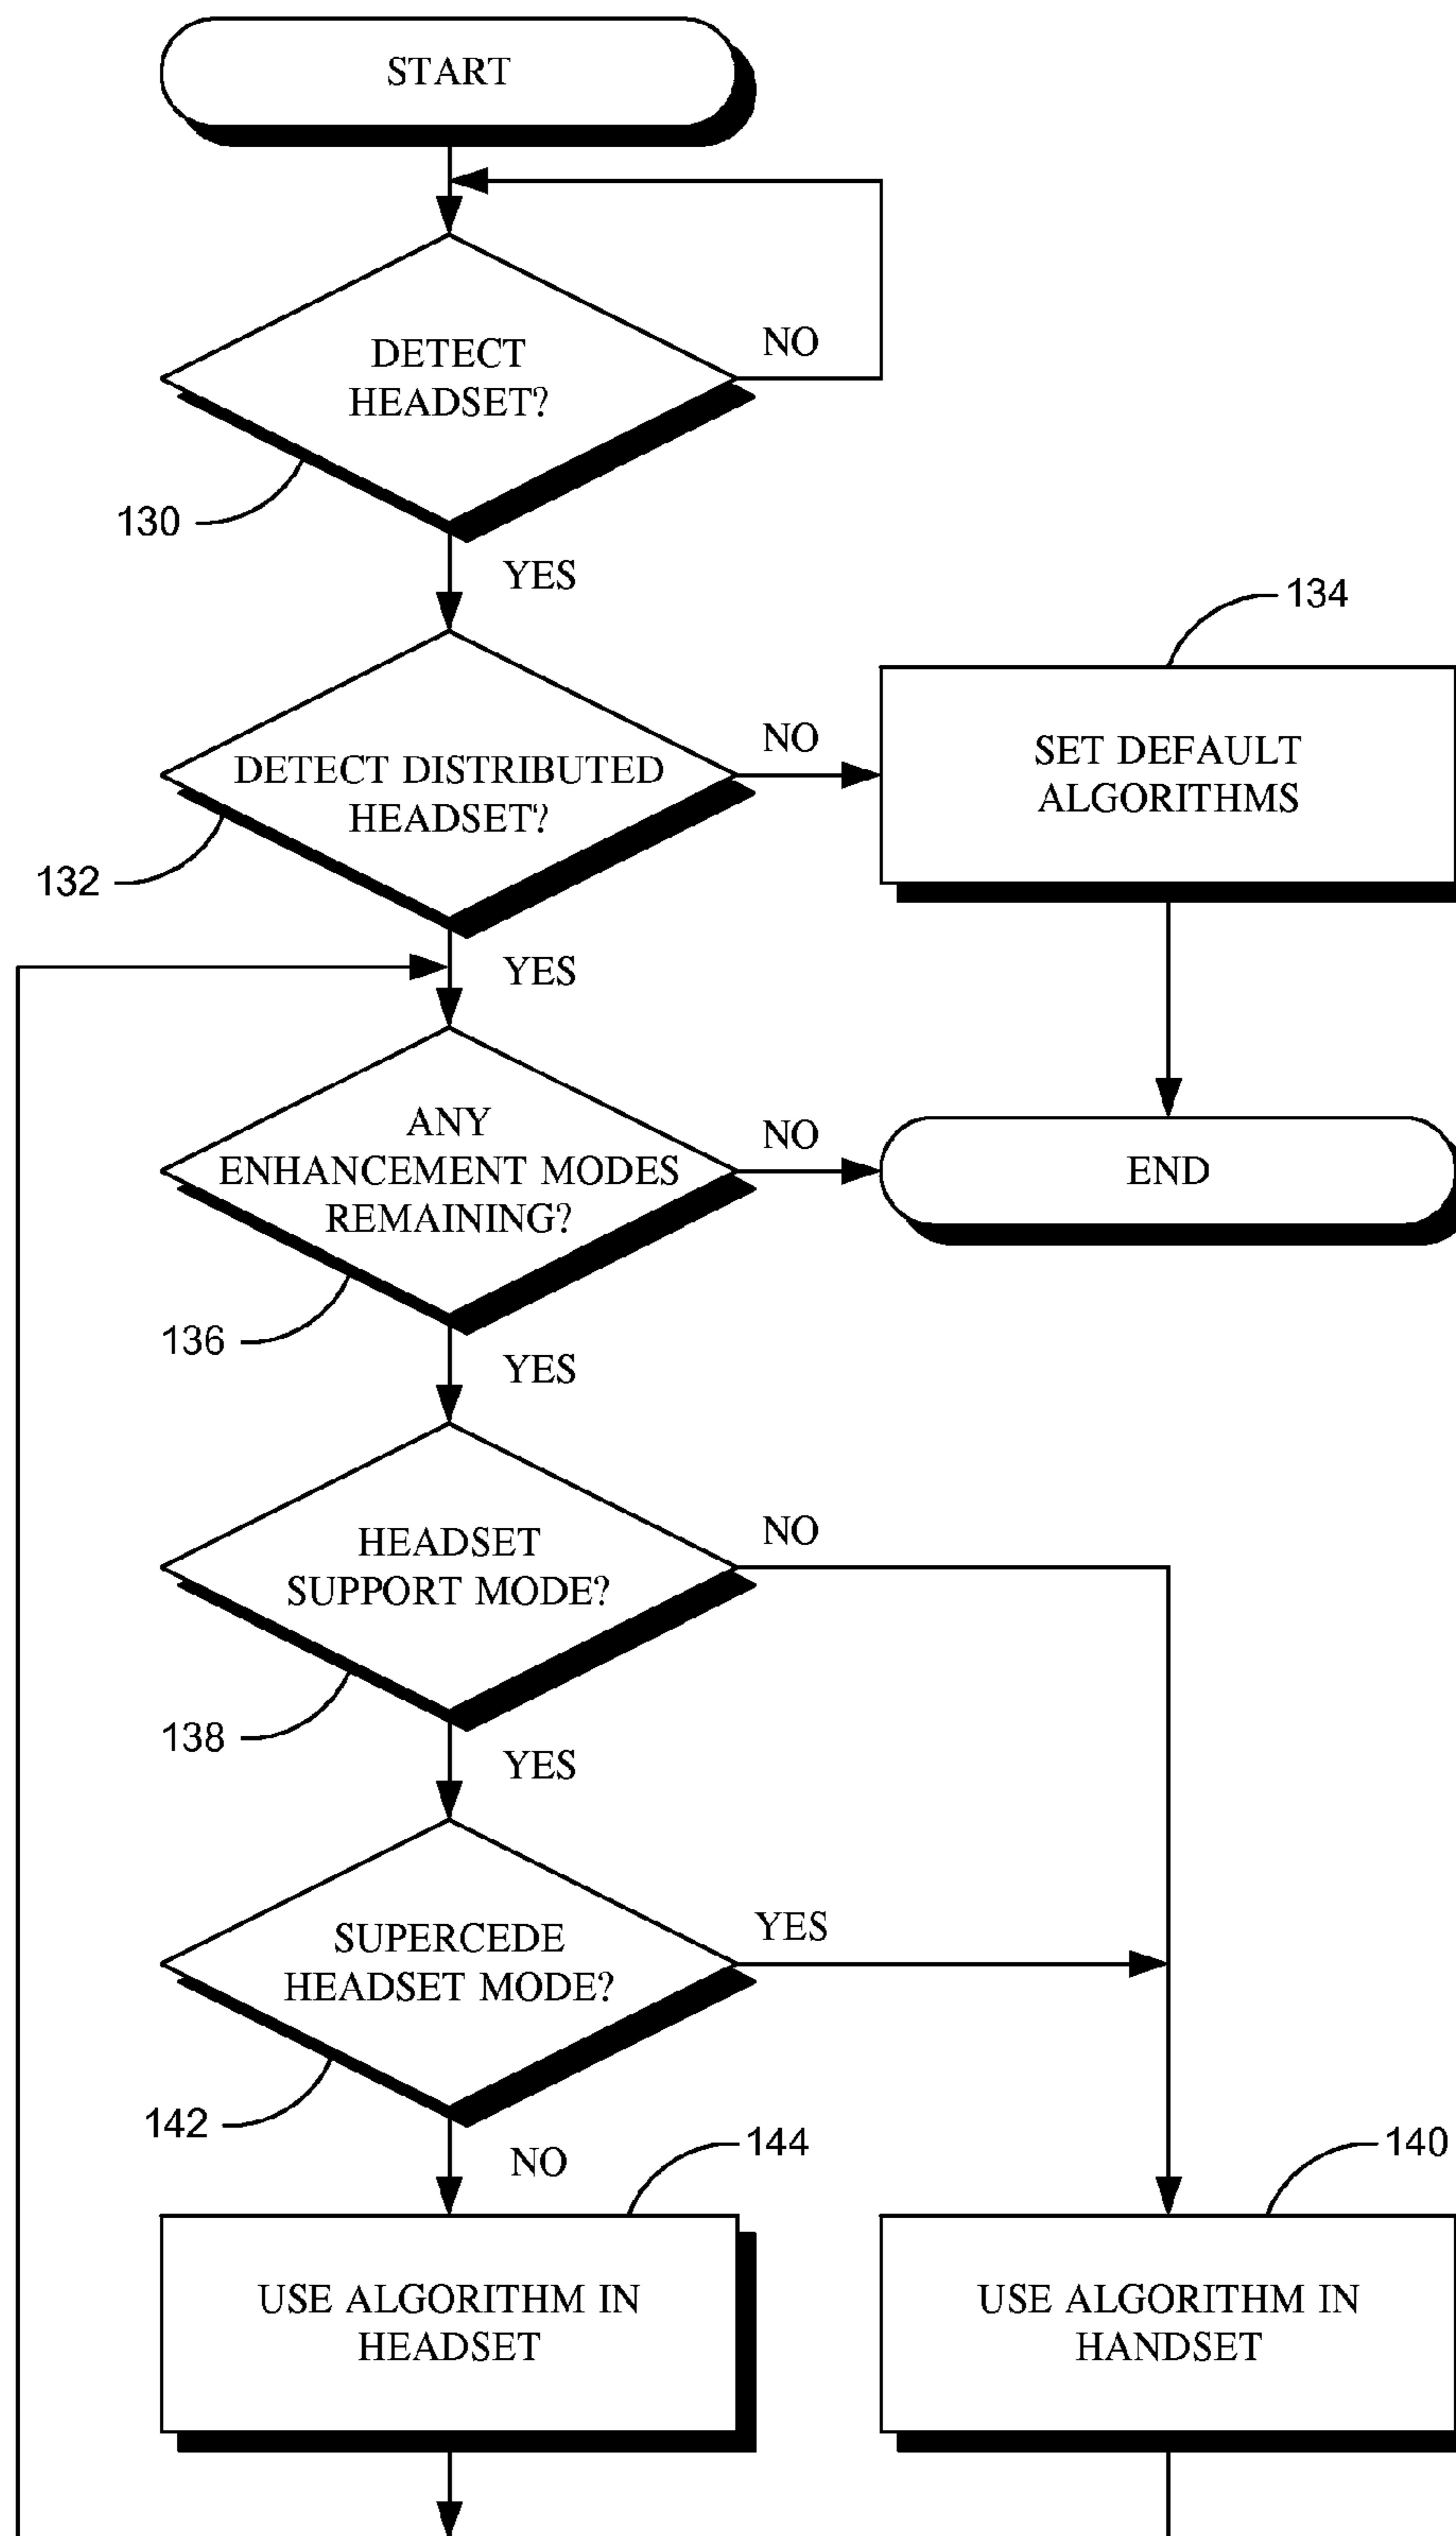 START
DETECT
HEADSET?
NO
130
YES
134
DETECT DISTRIBUTED
HEADSET?
NO
SET DEFAULT
ALGORITHMS
132
YES
ANY
ENHANCEMENT MODES
REMAINING?
NO
END
136
YES
HEADSET
SUPPORT MODE?
NO
138
YES
SUPERCEDE
HEADSET MODE?
YES
142
NO
144
140
USE ALGORITHM IN
HEADSET
USE ALGORITHM IN
HANDSET